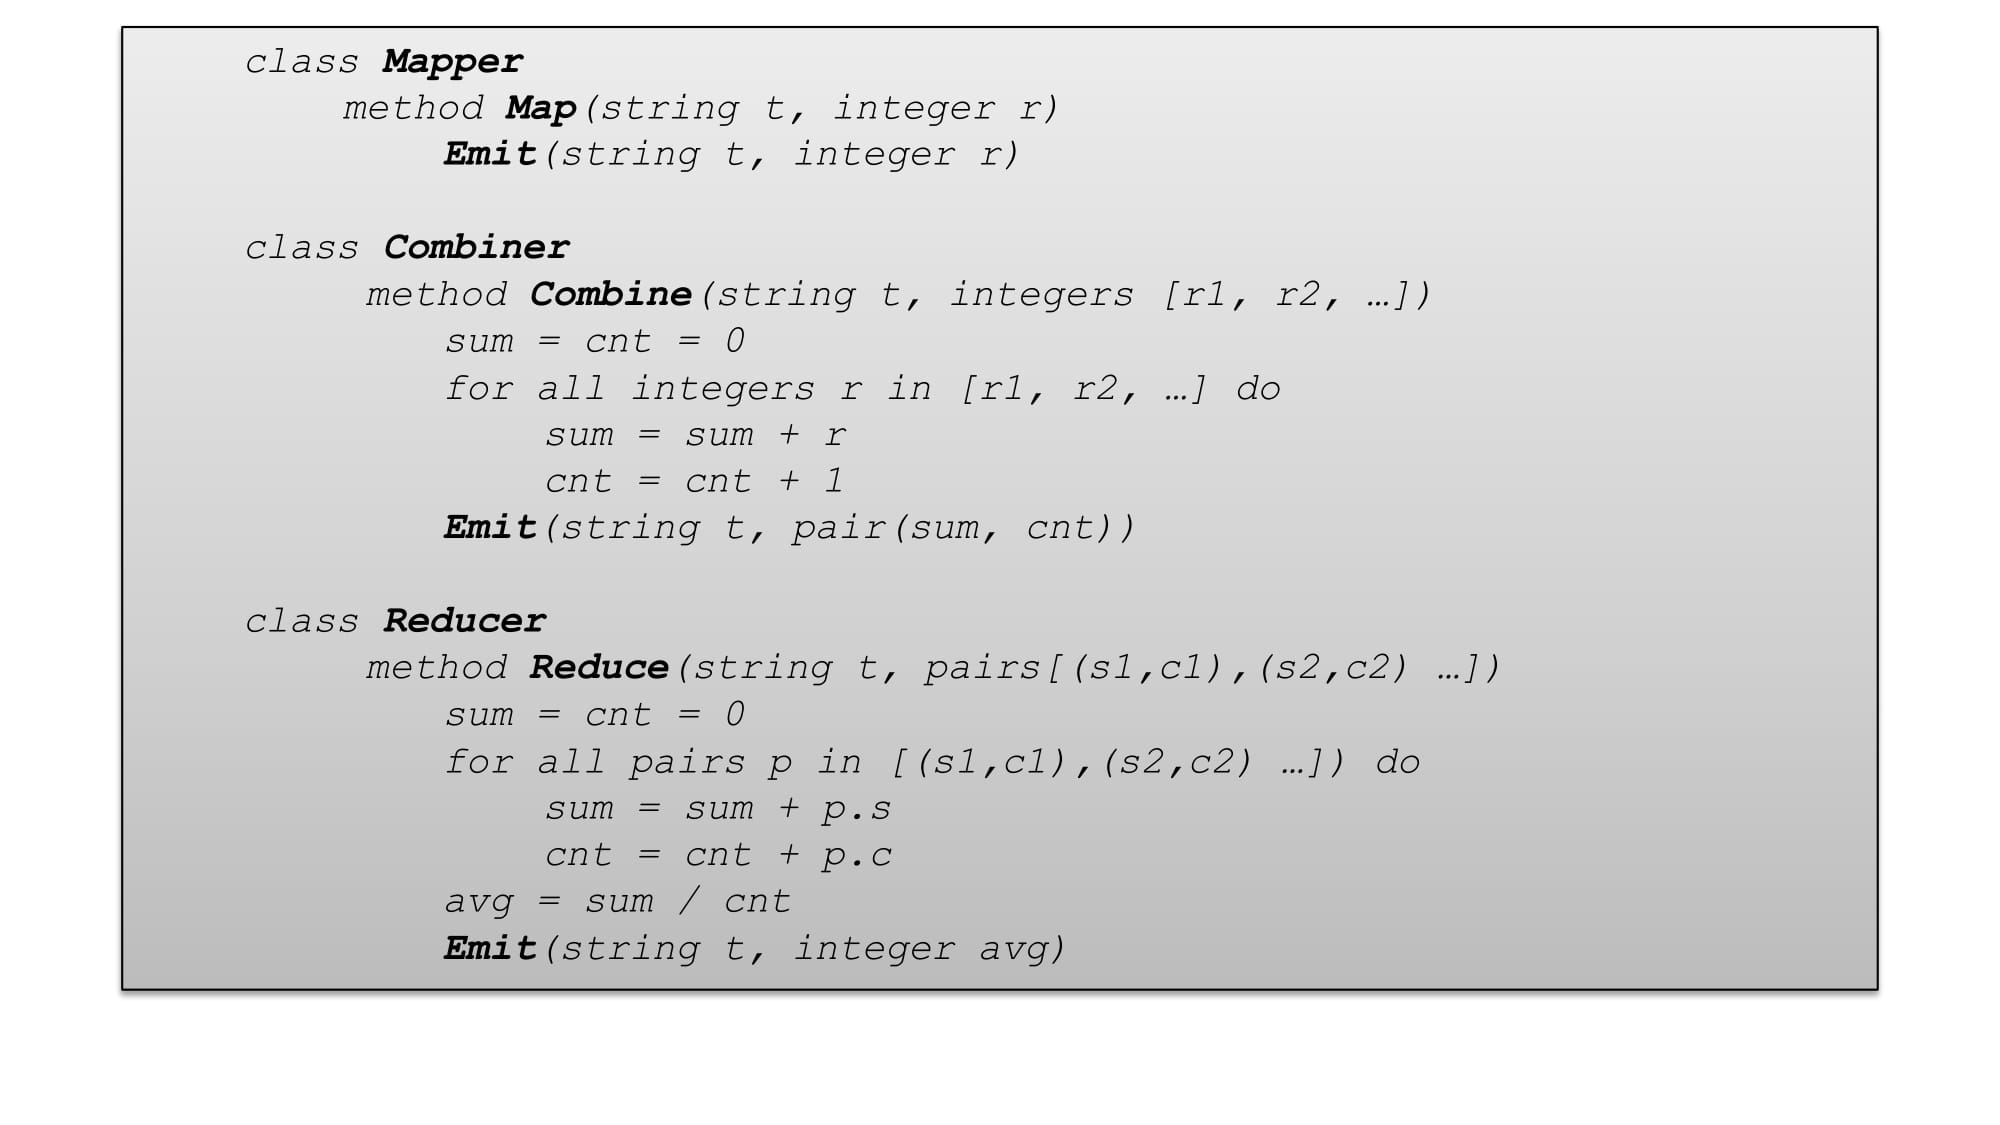 class Mapper
method Map(string t, integer r)
Emit(string t, integer r)
class Combiner
method Combine(string t, integers [r1, r2, …])
sum = cnt = 0
for all integers r in [r1, r2, …] do
sum = sum + r
cnt = cnt + 1
Emit(string t, pair(sum, cnt))
class Reducer
method Reduce(string t, pairs[(s1,c1),(s2,c2) …])
sum = cnt = 0
for all pairs p in [(s1,c1),(s2,c2) …]) do
sum = sum + p.s
cnt = cnt + p.c
avg = sum / cnt
Emit(string t, integer avg)